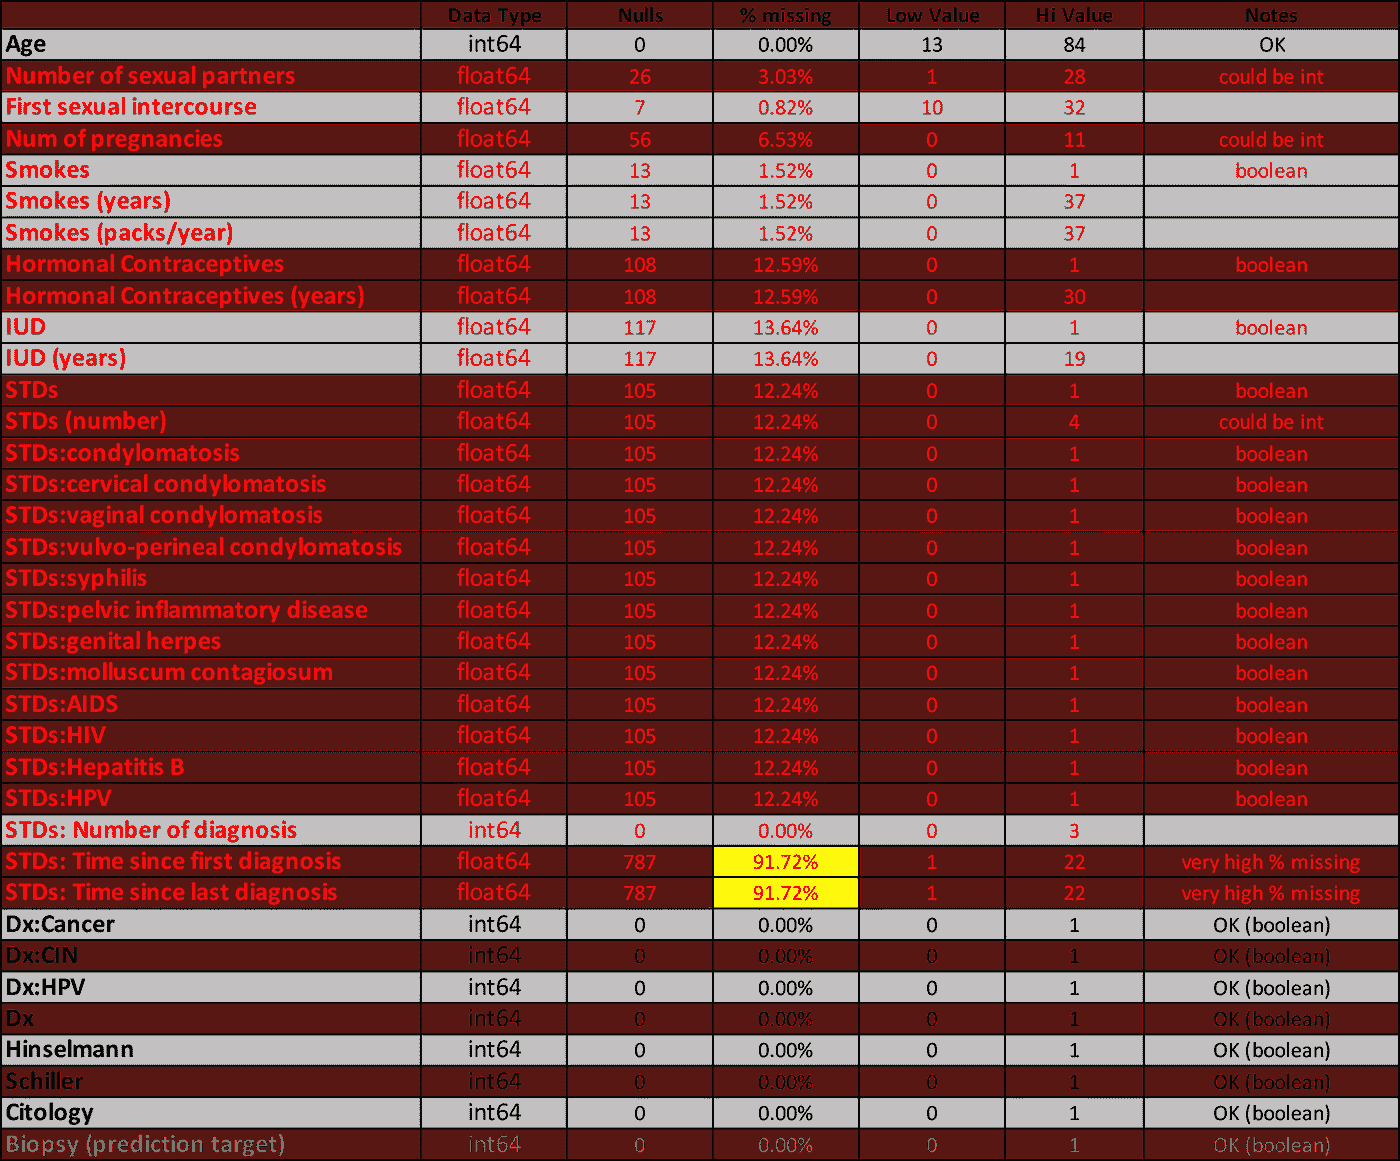 Data Type Nulls % missing Low Value Hi Value Notes
Age int64 0 0.00% 13 84 OK
Number of sexual partners float64 26 3.03% 1 28 could be int
First sexual intercourse float64 7 0.82% 10 32
Num of pregnancies float64 56 6.53% 0 11 could be int
Smokes float64 13 1.52% 0 1 boolean
Smokes (years) float64 13 1.52% 0 37
Smokes (packs/year) float64 13 1.52% 0 37
Hormonal Contraceptives float64 108 12.59% 0 1 boolean
Hormonal Contraceptives (years) float64 108 12.59% 0 30
IUD float64 117 13.64% 0 1 boolean
IUD (years) float64 117 13.64% 0 19
STDs float64 105 12.24% 0 1 boolean
STDs (number) float64 105 12.24% 0 4 could be int
STDs:condylomatosis float64 105 12.24% 0 1 boolean
STDs:cervical condylomatosis float64 105 12.24% 0 1 boolean
STDs:vaginal condylomatosis float64 105 12.24% 0 1 boolean
STDs:vulvo-perineal condylomatosis float64 105 12.24% 0 1 boolean
STDs:syphilis float64 105 12.24% 0 1 boolean
STDs:pelvic inflammatory disease float64 105 12.24% 0 1 boolean
STDs:genital herpes float64 105 12.24% 0 1 boolean
STDs:molluscum contagiosum float64 105 12.24% 0 1 boolean
STDs:AIDS float64 105 12.24% 0 1 boolean
STDs:HIV float64 105 12.24% 0 1 boolean
STDs:Hepatitis B float64 105 12.24% 0 1 boolean
STDs:HPV float64 105 12.24% 0 1 boolean
STDs: Number of diagnosis int64 0 0.00% 0 3
STDs: Time since first diagnosis float64 787 91.72% 1 22 very high % missing
STDs: Time since last diagnosis float64 787 91.72% 1 22 very high % missing
Dx:Cancer int64 0 0.00% 0 1 OK (boolean)
Dx:CIN int64 0 0.00% 0 1 OK (boolean)
Dx:HPV int64 0 0.00% 0 1 OK (boolean)
Dx int64 0 0.00% 0 1 OK (boolean)
Hinselmann int64 0 0.00% 0 1 OK (boolean)
Schiller int64 0 0.00% 0 1 OK (boolean)
Citology int64 0 0.00% 0 1 OK (boolean)
Biopsy (prediction target) int64 0 0.00% 0 1 OK (boolean)